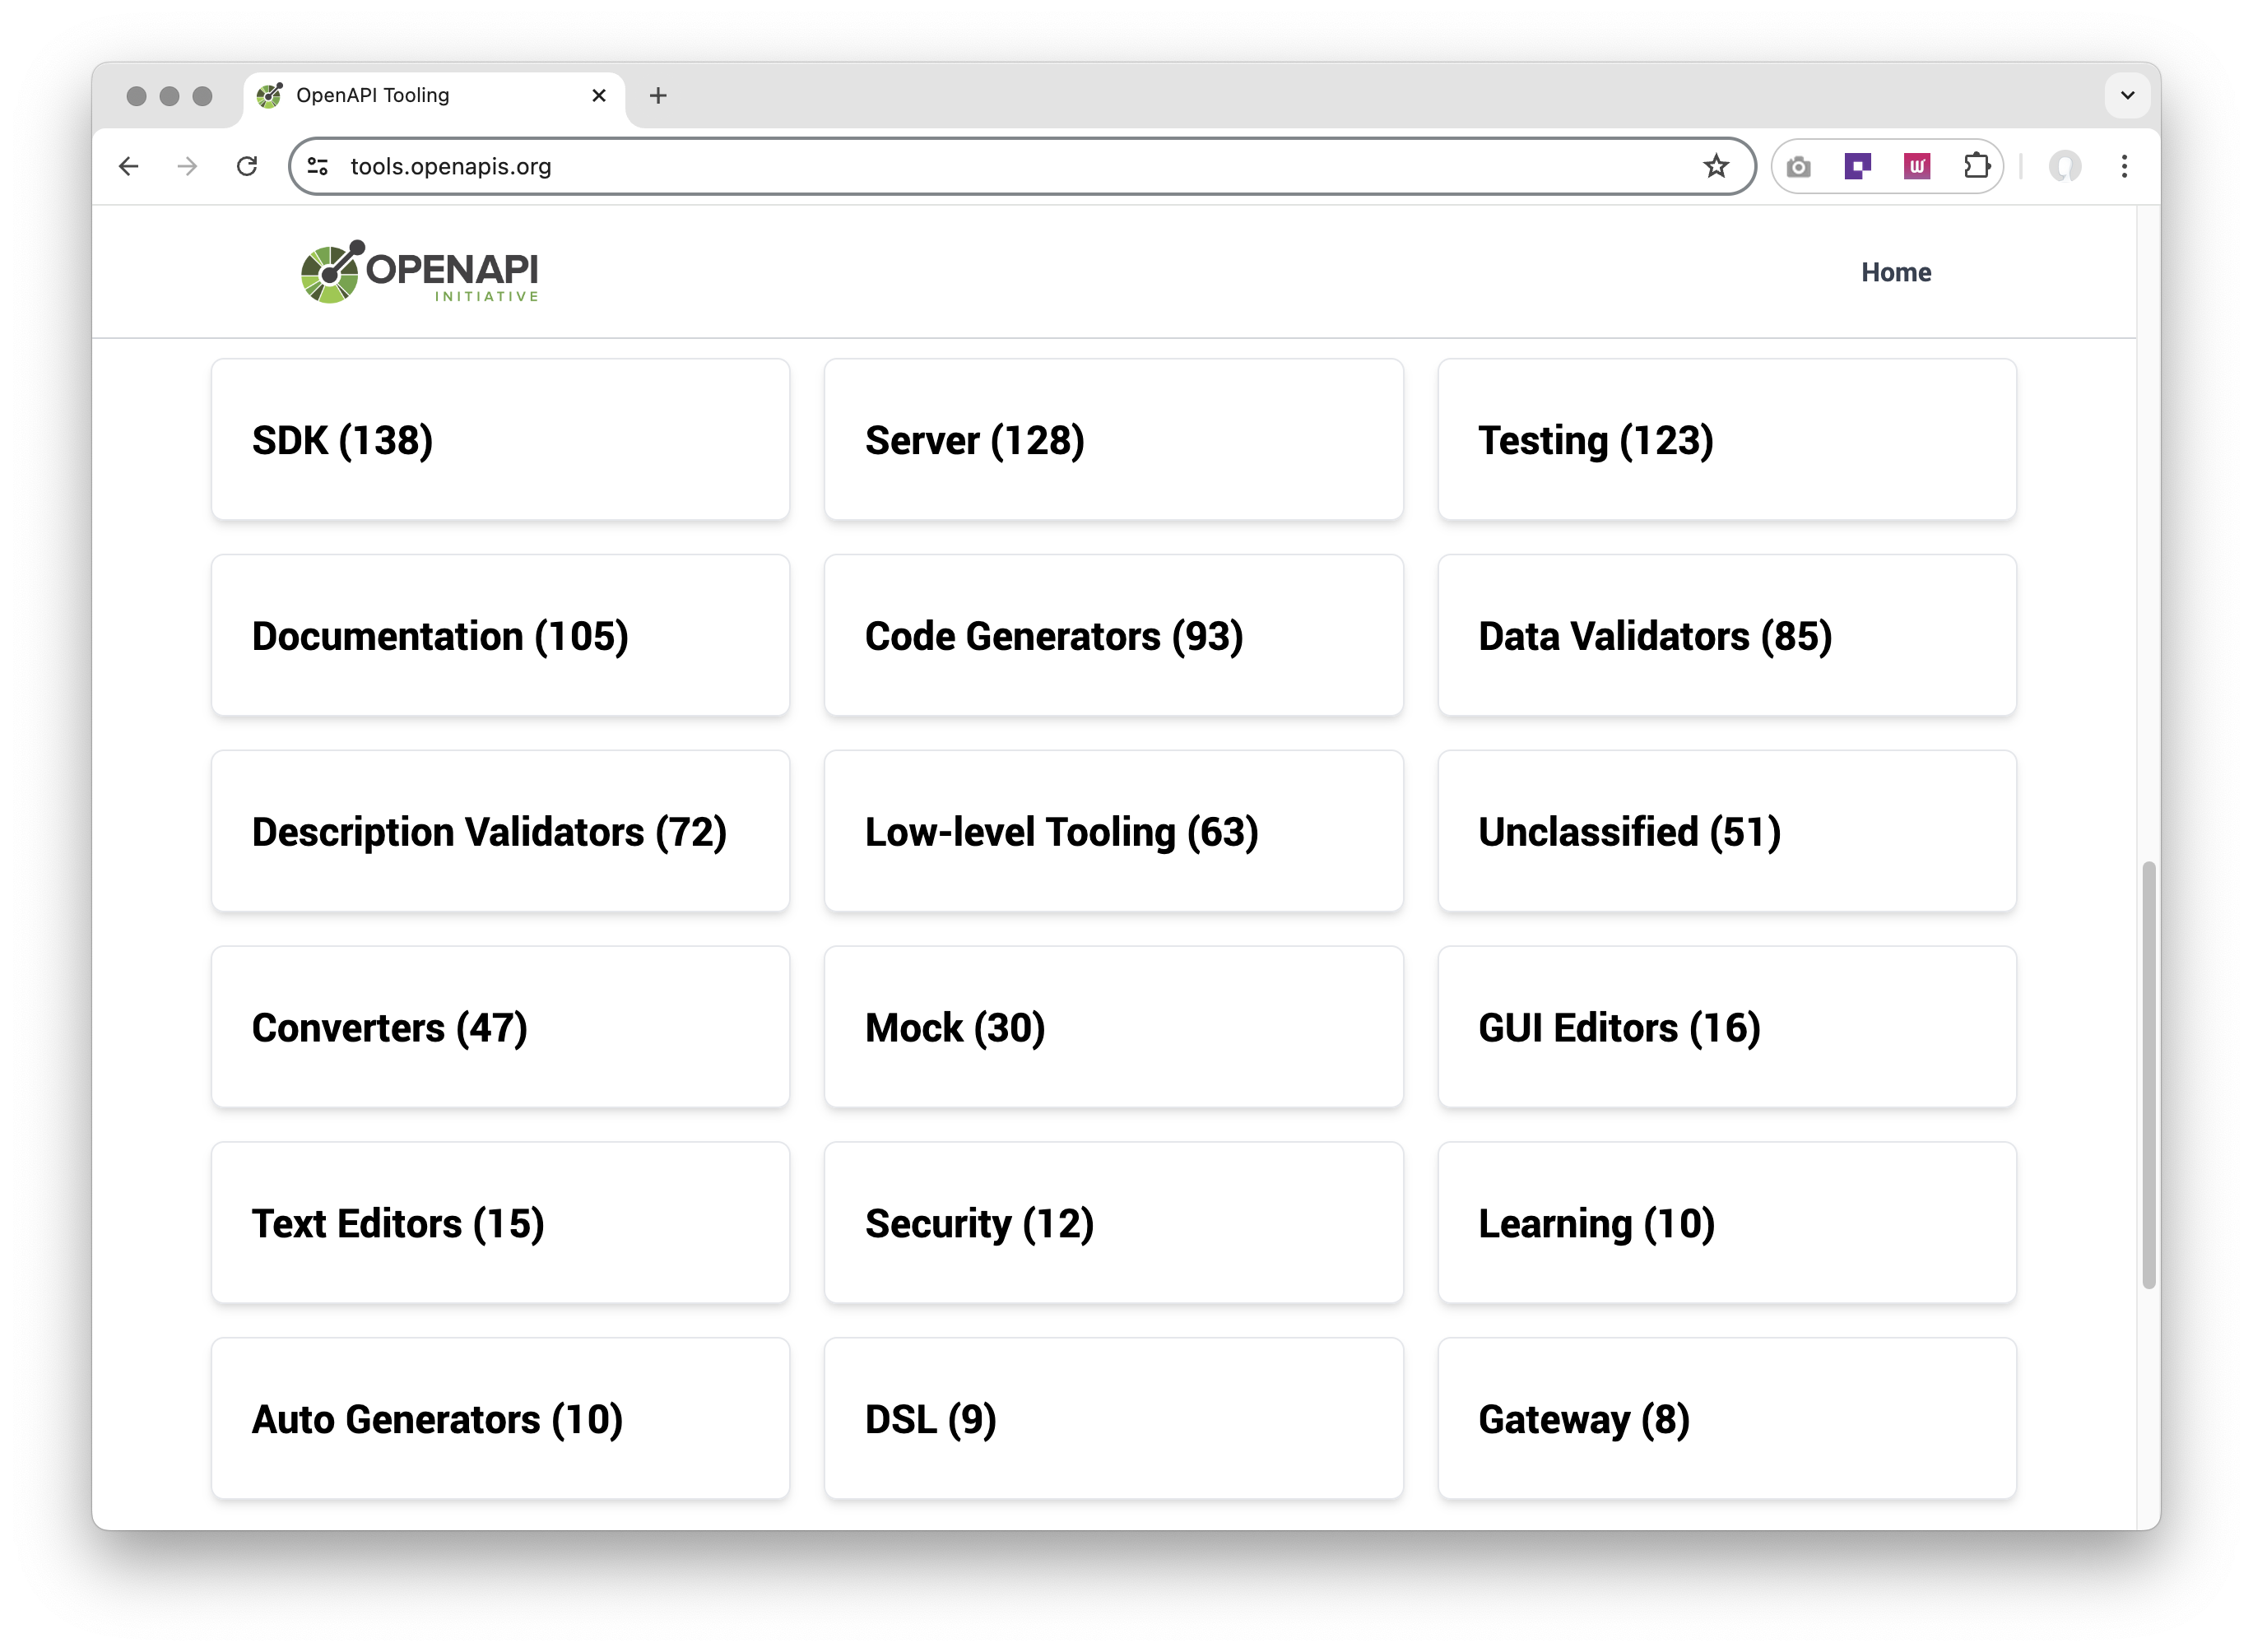 OpenAPI Tooling
tools.openapis.org
OPENAPI
INITIATIVE
Home
SDK (138)
Server (128)
Testing (123)
Documentation (105)
Code Generators (93)
Data Validators (85)
Description Validators (72)
Low-level Tooling (63)
Unclassified (51)
Converters (47)
Mock (30)
GUI Editors (16)
Text Editors (15)
Security (12)
Learning (10)
Auto Generators (10)
DSL (9)
Gateway (8)